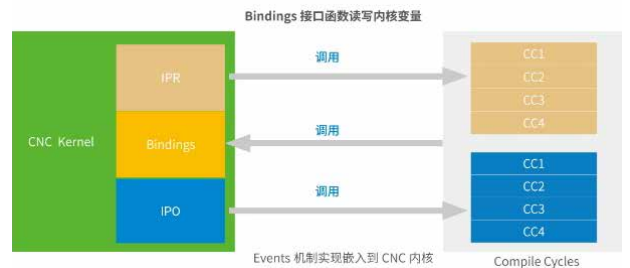 Bindings 接口函数读写内核变量
CNC Kernel
IPR
Bindings
IPO
调用
调用
调用
CC1
CC2
CC3
CC4
CC1
CC2
CC3
CC4
Events 机制实现嵌入到 CNC 内核
Compile Cycles